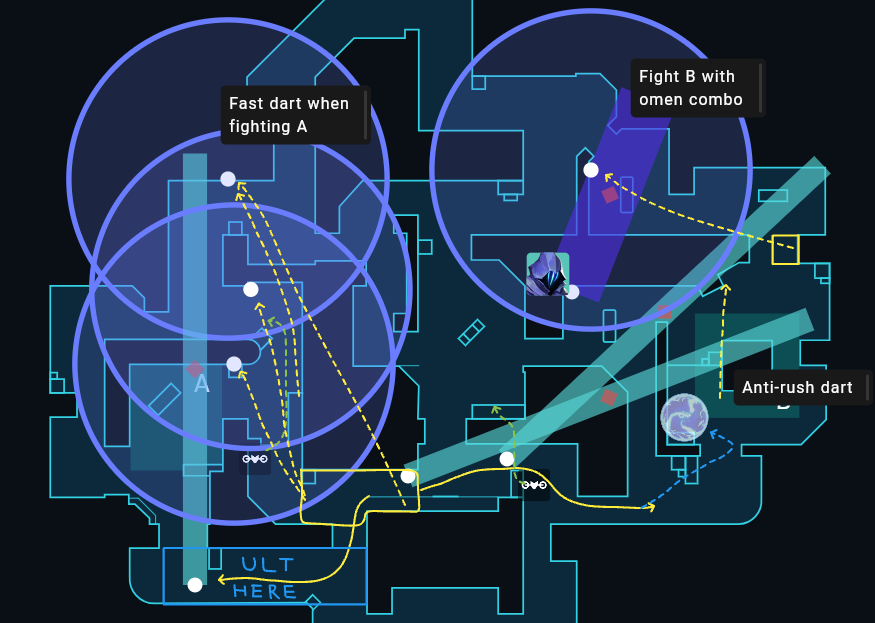 Fight B with
omen combo
Fast dart when
fighting A
A
Anti-rush dart
ULT
HERE